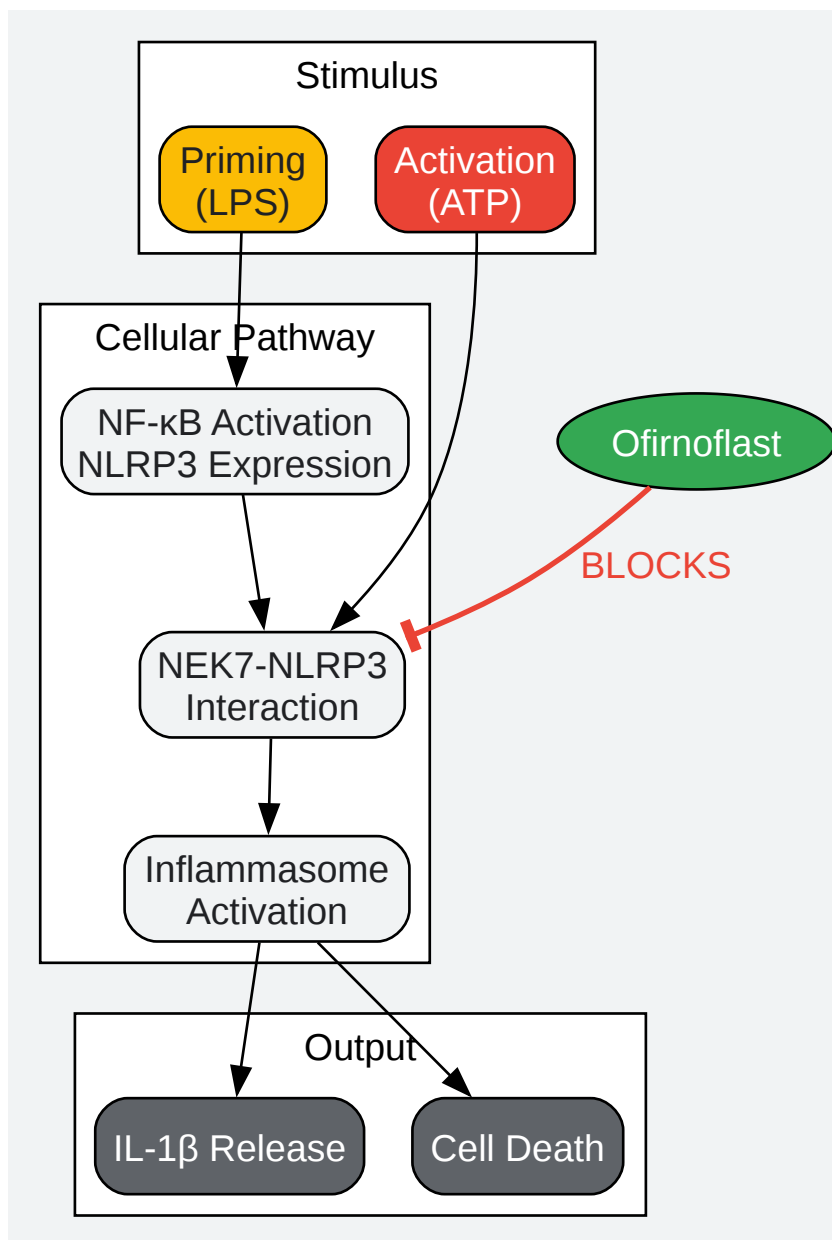 Stimulus
Priming
(LPS)
Activation
(ATP)
Cellular Pathway
NF-κB Activation
NLRP3 Expression
Ofirnoflast
BLOCKS
NEK7-NLRP3
Interaction
Inflammasome
Activation
Output
IL-1β Release
Cell Death